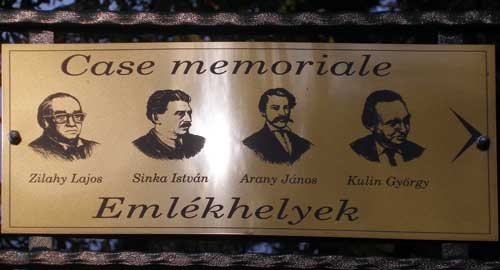 Case memoriale
Zilahy Lajos Sinka István Arany János Kulin György
Emlékhelyek